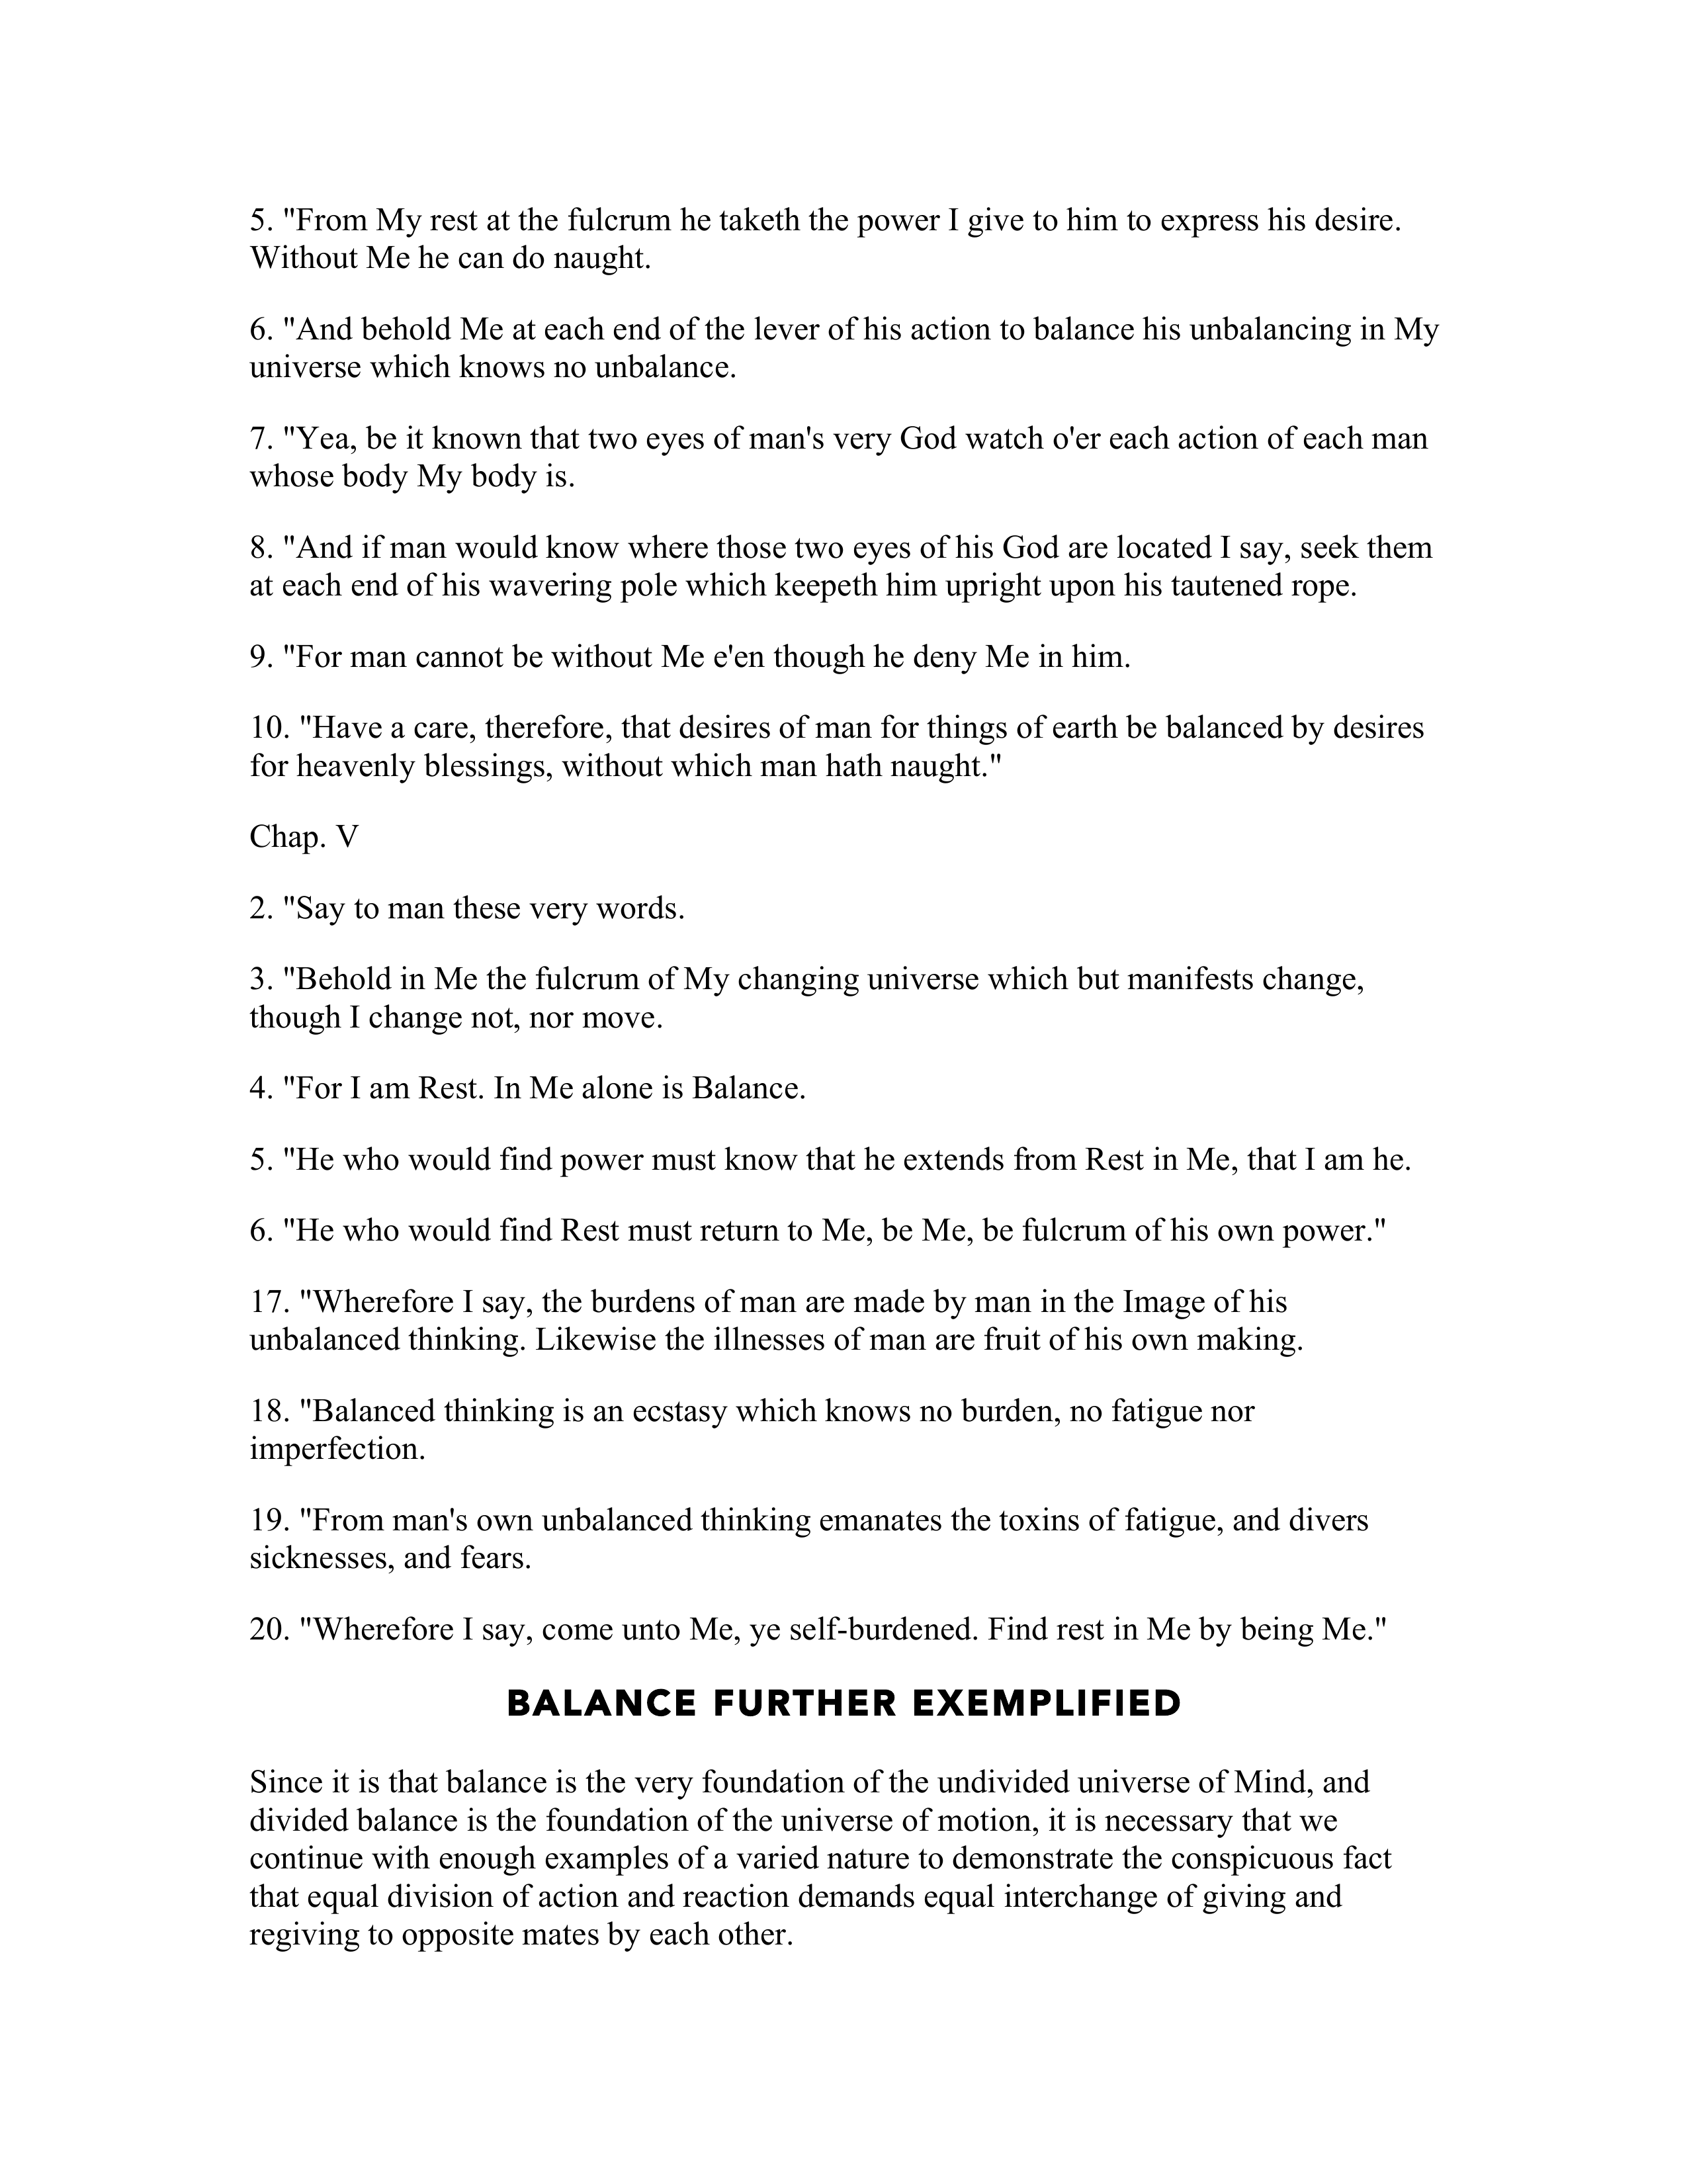 5. "From My rest at the fulcrum he taketh the power I give to him to express his desire.
Without Me he can do naught.
6. "And behold Me at each end of the lever of his action to balance his unbalancing in My
universe which knows no unbalance.
7. "Yea, be it known that two eyes of man's very God watch o'er each action of each man
whose body My body is.
8. "And if man would know where those two eyes of his God are located I say, seek them
at each end of his wavering pole which keepeth him upright upon his tautened rope.
9. "For man cannot be without Me e'en though he deny Me in him.
10. "Have a care, therefore, that desires of man for things of earth be balanced by desires
for heavenly blessings, without which man hath naught."
Chap. V
2. "Say to man these very words.
3. "Behold in Me the fulcrum of My changing universe which but manifests change,
though I change not, nor move.
4. "For I am Rest. In Me alone is Balance.
5. "He who would find power must know that he extends from Rest in Me, that I am he.
6. "He who would find Rest must return to Me, be Me, be fulcrum of his own power."
17. "Wherefore I say, the burdens of man are made by man in the Image of his
unbalanced thinking. Likewise the illnesses of man are fruit of his own making.
18. "Balanced thinking is an ecstasy which knows no burden, no fatigue nor
imperfection.
19. "From man's own unbalanced thinking emanates the toxins of fatigue, and divers
sicknesses, and fears.
20. "Wherefore I say, come unto Me, ye self-burdened. Find rest in Me by being Me."
BALANCE FURTHER EXEMPLIFIED
Since it is that balance is the very foundation of the undivided universe of Mind, and
divided balance is the foundation of the universe of motion, it is necessary that we
continue with enough examples of a varied nature to demonstrate the conspicuous fact
that equal division of action and reaction demands equal interchange of giving and
regiving to opposite mates by each other.